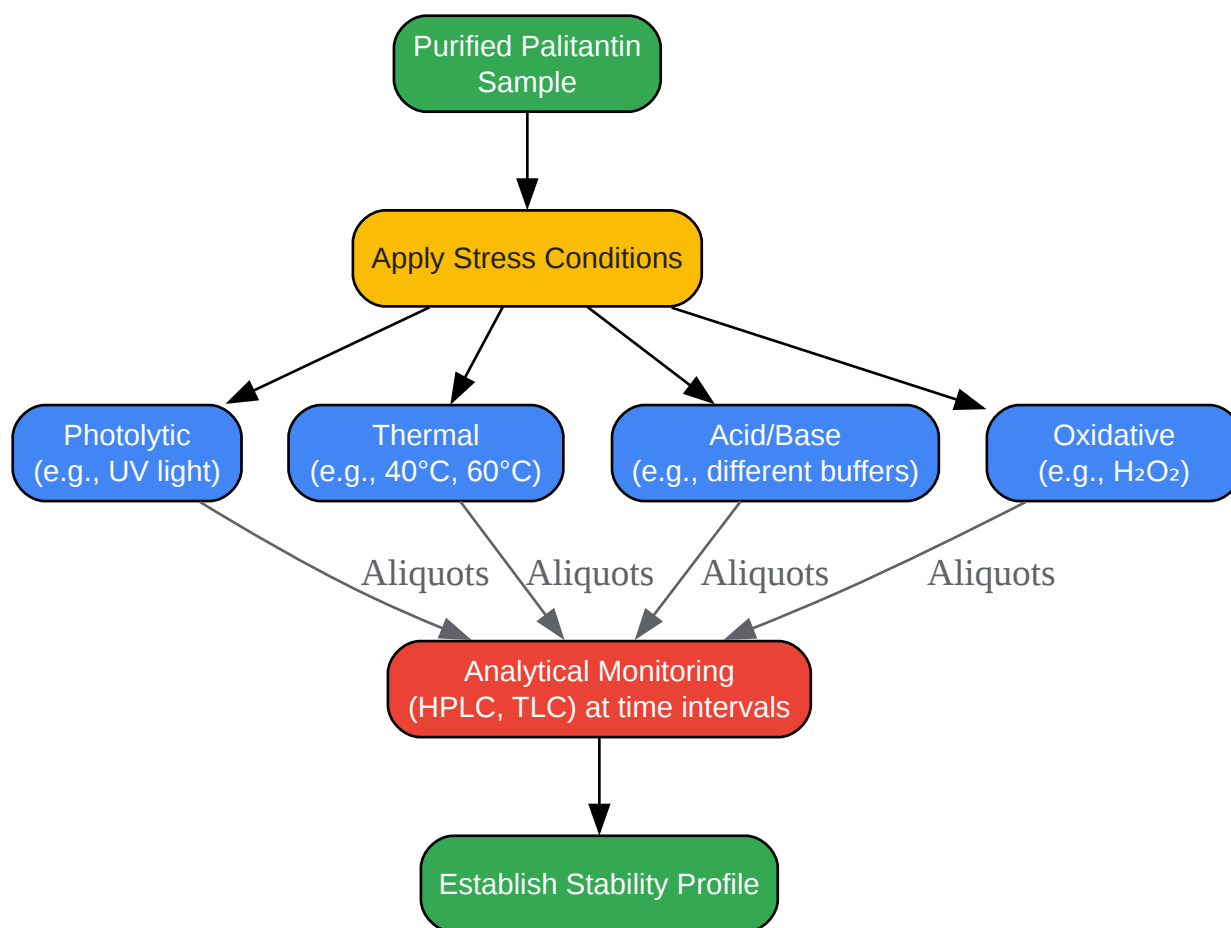 Purified Palitantin
Sample
Apply Stress Conditions
Photolytic
(e.g., UV light)
Thermal
(e.g., 40°C, 60°C)
Acid/Base
(e.g., different buffers)
Oxidative
(e.g., H₂O₂)
Aliquots
Aliquots
Aliquots
Aliquots
Analytical Monitoring
(HPLC, TLC) at time intervals
Establish Stability Profile